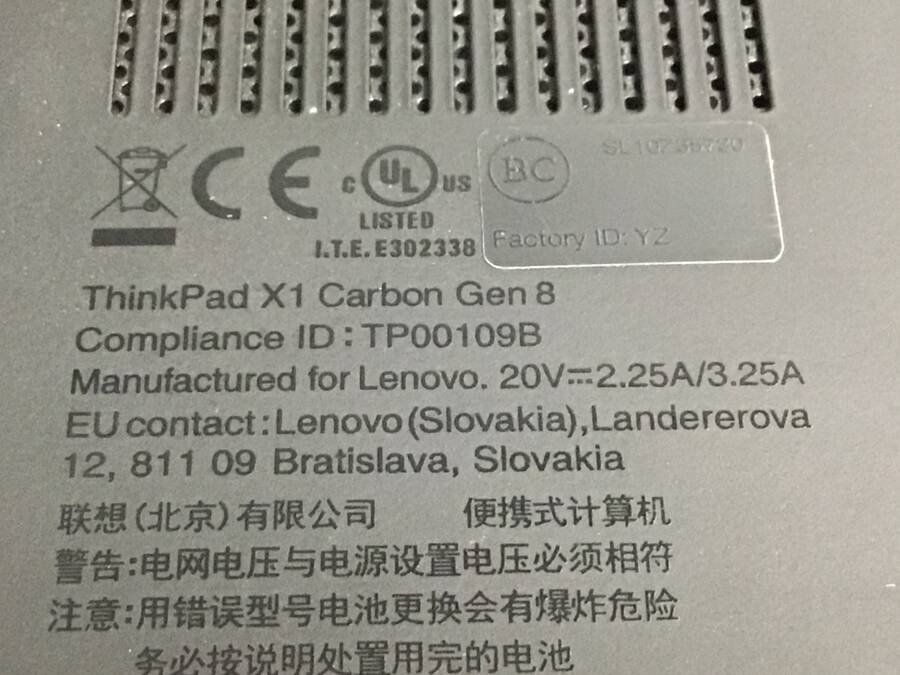 CE
c UL US
LISTED
I.T.E. E302338
BC
Factory ID: YZ
ThinkPad X1 Carbon Gen 8
Compliance ID : TP00109B
Manufactured for Lenovo. 20V⎓2.25A/3.25A
EU contact : Lenovo (Slovakia), Landererova
12, 811 09 Bratislava, Slovakia
联想(北京)有限公司 便携式计算机
警告:电网电压与电源设置电压必须相符
注意:用错误型号电池更换会有爆炸危险
务必按说明处置用完的电池